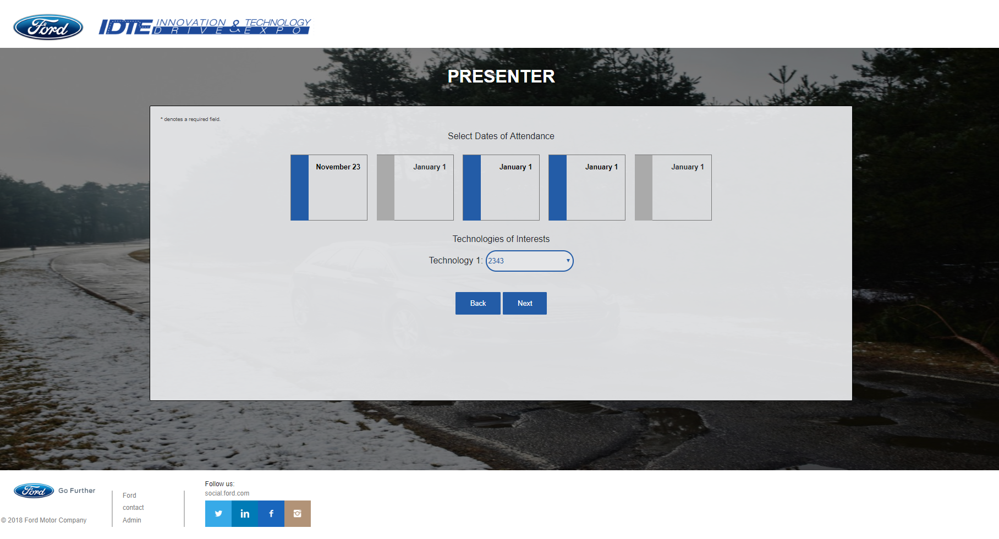 Ford
IDTE INNOVATION & TECHNOLOGY
DRIVE & EXPO
PRESENTER
* denotes a required field.
Select Dates of Attendance
November 23
January 1
January 1
January 1
January 1
Technologies of Interests
Technology 1: 2343
Back Next
Ford Go Further
© 2018 Ford Motor Company
Ford
contact
Admin
Follow us:
social.ford.com
in
f